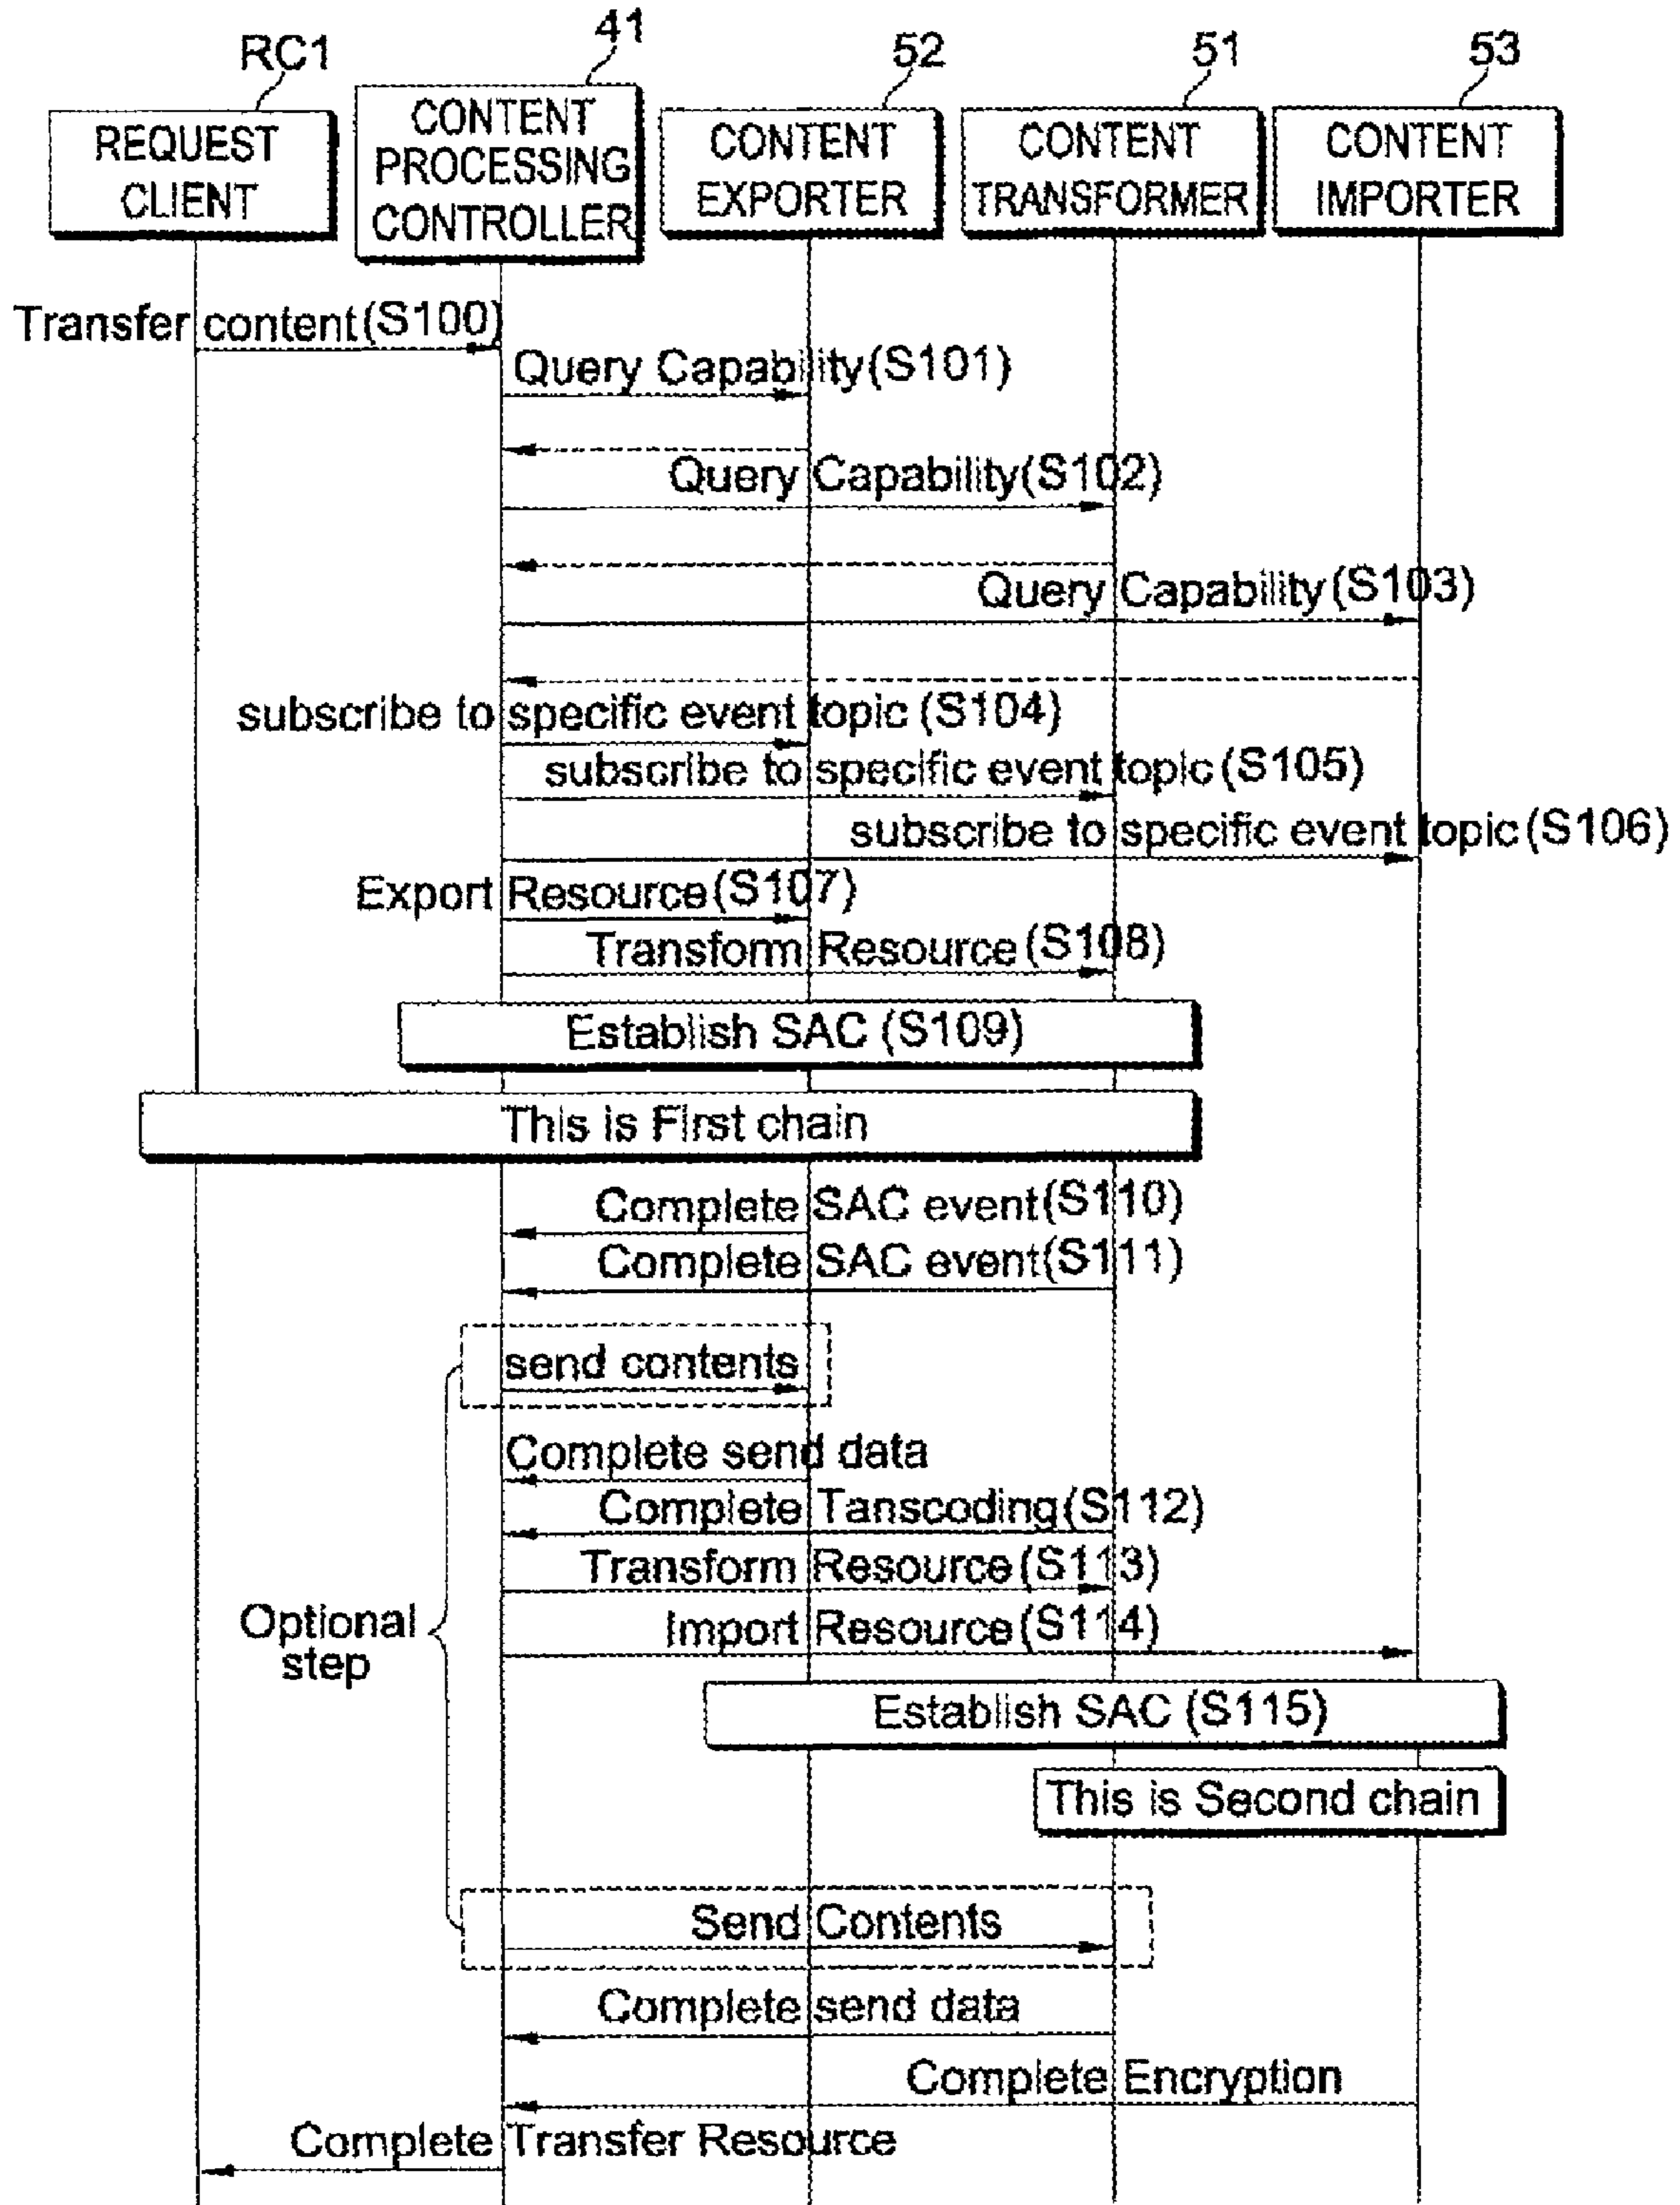 RC1
41
52
51
53
REQUEST
CLIENT
CONTENT
PROCESSING
CONTROLLER
CONTENT
EXPORTER
CONTENT
TRANSFORMER
CONTENT
IMPORTER
Transfer content (S100)
Query Capability (S101)
Query Capability (S102)
Query Capability (S103)
subscribe to specific event topic (S104)
subscribe to specific event topic (S105)
subscribe to specific event topic (S106)
Export Resource (S107)
Transform Resource (S108)
Establish SAC (S109)
This is First chain
Complete SAC event (S110)
Complete SAC event (S111)
send contents
Complete send data
Complete Tanscoding (S112)
Transform Resource (S113)
Optional
step
Import Resource (S114)
Establish SAC (S115)
This is Second chain
Send Contents
Complete send data
Complete Encryption
Complete Transfer Resource